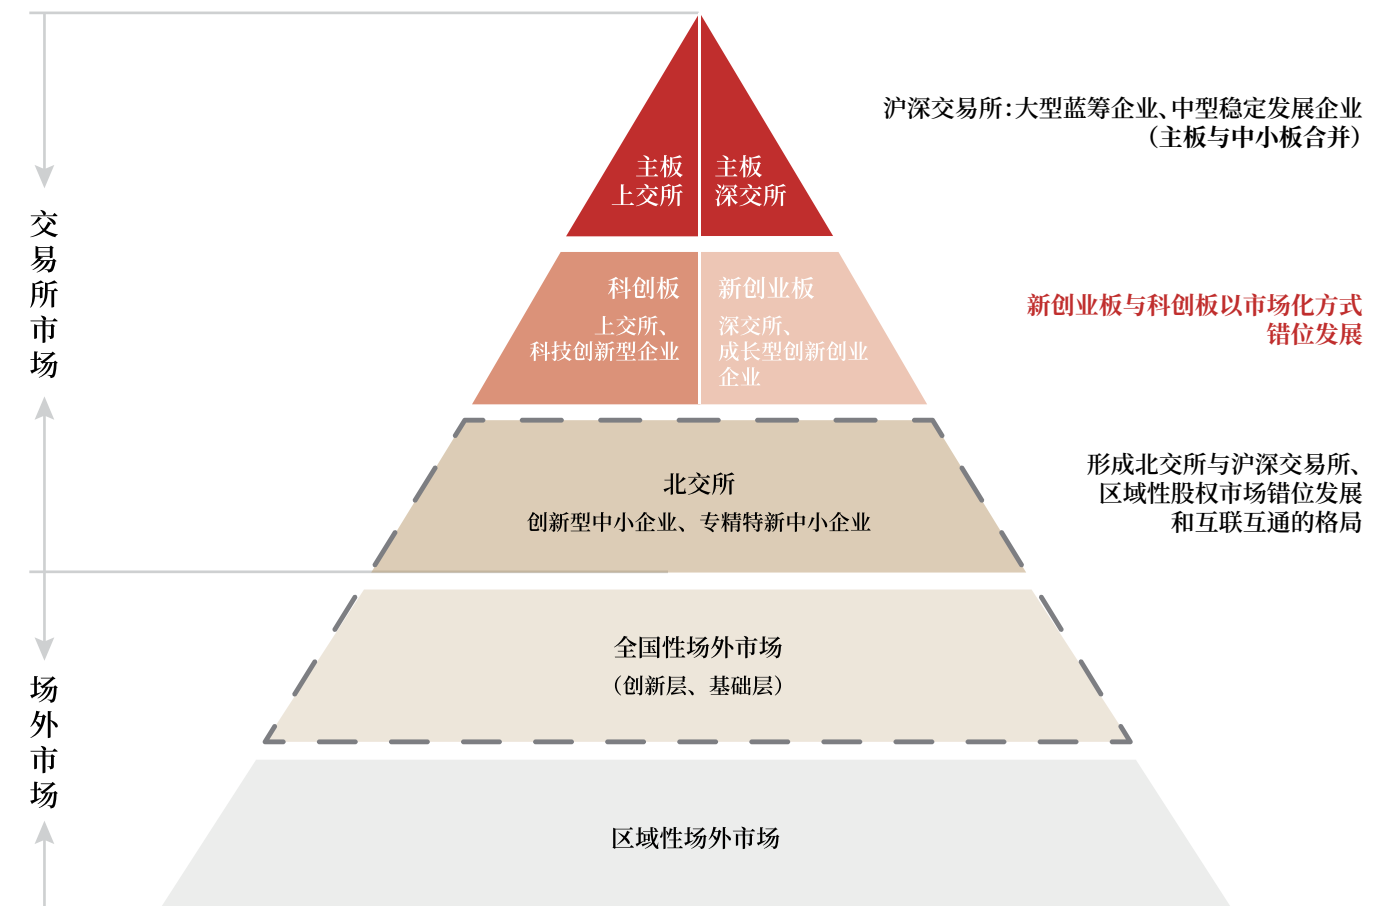 沪深交易所：大型蓝筹企业、中型稳定发展企业
（主板与中小板合并）
主板
上交所
主板
深交所
交易所市场
科创板
上交所、
科技创新型企业
新创业板
深交所、
成长型创新创业
企业
新创业板与科创板以市场化方式
错位发展
北交所
创新型中小企业、专精特新中小企业
形成北交所与沪深交易所、
区域性股权市场错位发展
和互联互通的格局
场外市场
全国性场外市场
（创新层、基础层）
区域性场外市场